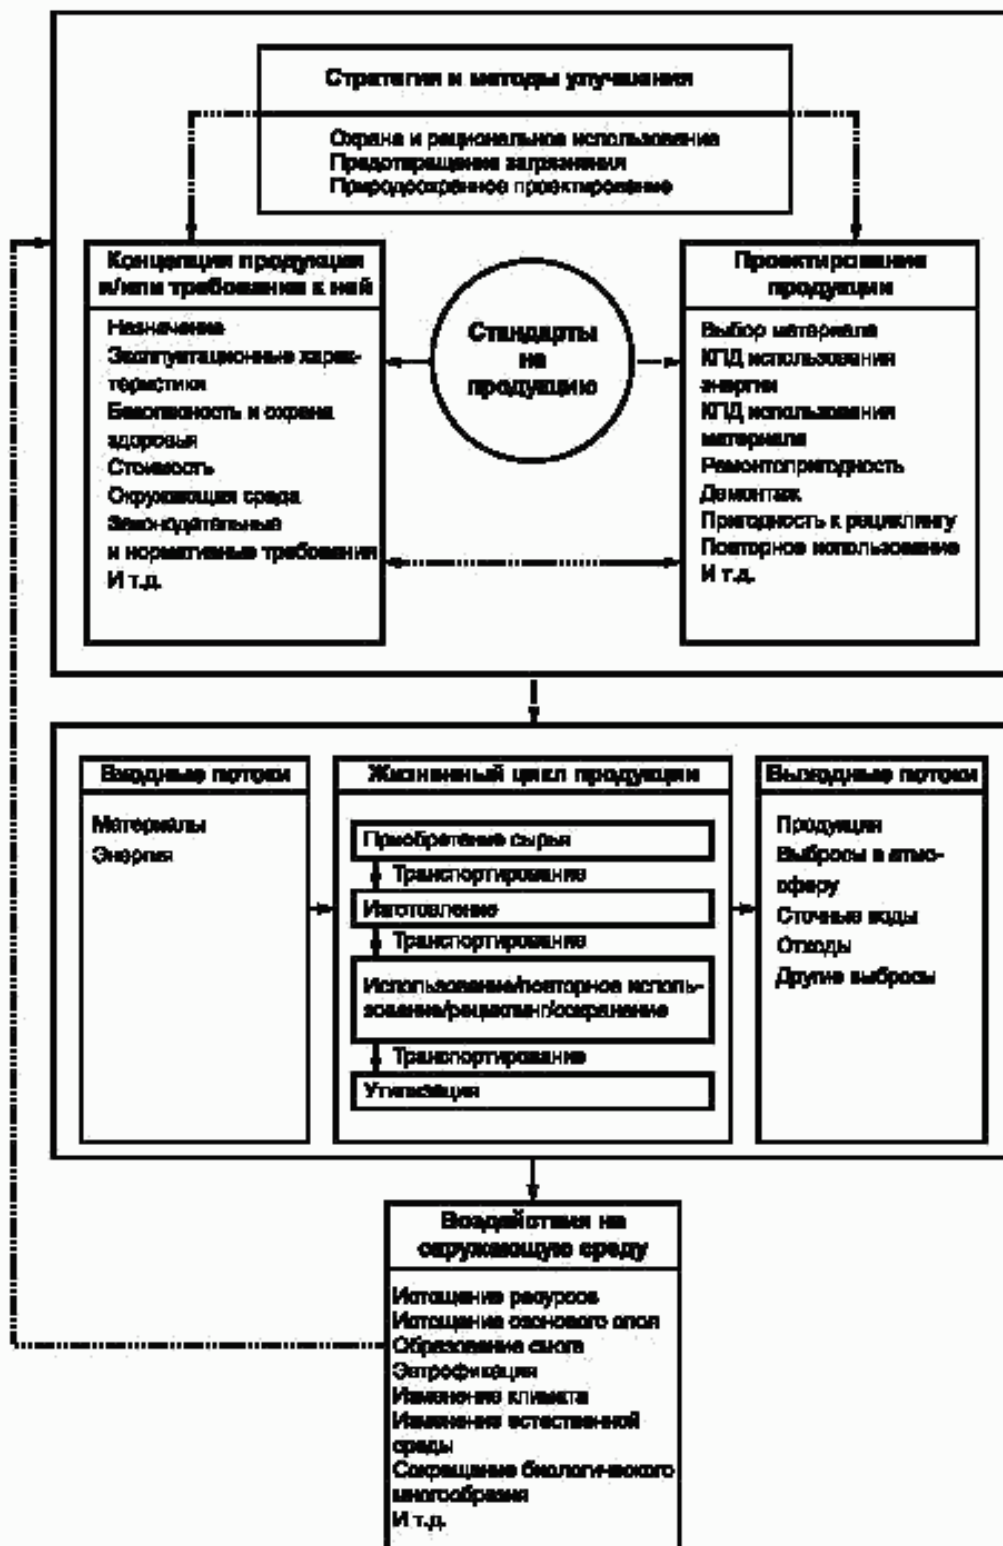 Стратегия и методы улучшения
Охрана и рациональное использование
Предотвращение загрязнения
Природоохранное проектирование
Концепция продукция
и/или требования к ней
Назначение
Эксплуатационные харак-
теристики
Безопасность и охрана
здоровья
Стоимость
Окружающая среда
Законодательные
и нормативные требования
И т.д.
Стандарты
на
продукцию
Проектирование
продукции
Выбор материала
КПД использования
энергии
КПД использования
материала
Ремонтопригодность
Демонтаж
Пригодность к рециклингу
Повторное использование
И т.д.
Входные потоки
Материалы
Энергия
Жизненный цикл продукции
Приобретение сырья
Транспортирование
Изготовление
Транспортирование
Использование/повторное исполь-
зование/рециклинг/сохранение
Транспортирование
Утилизация
Выходные потоки
Продукция
Выбросы в атмо-
сферу
Сточные воды
Отходы
Другие выбросы
Воздействия на
окружающую среду
Истощение ресурсов
Истощение озонового слоя
Образование смога
Эвтрофикация
Изменение климата
Изменение естественной
среды
Сокращение биологического
многообразия
И т.д.